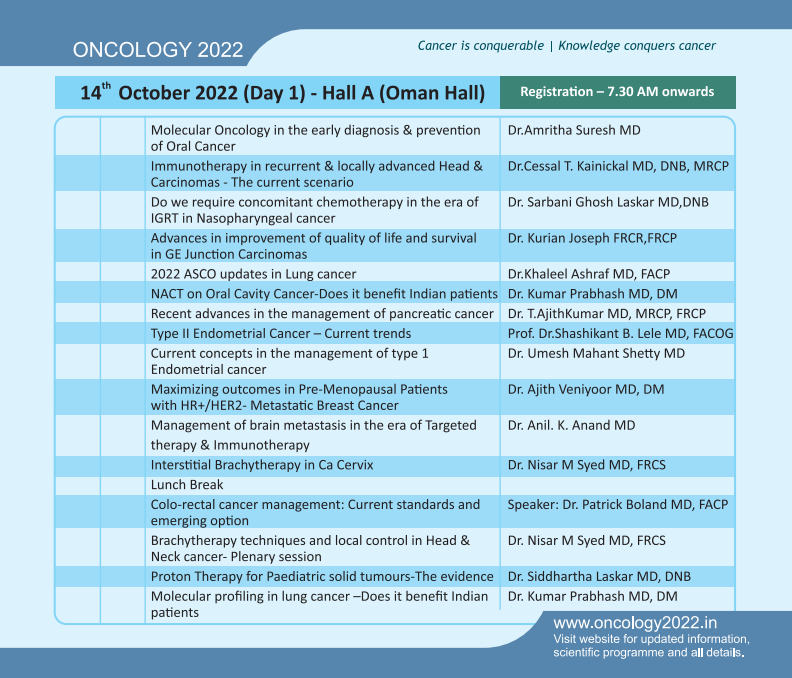 ONCOLOGY 2022
Cancer is conquerable | Knowledge conquers cancer
14th October 2022 (Day 1) - Hall A (Oman Hall)
Registration – 7.30 AM onwards
Molecular Oncology in the early diagnosis & prevention
of Oral Cancer
Dr.Amritha Suresh MD
Immunotherapy in recurrent & locally advanced Head &
Carcinomas - The current scenario
Dr.Cessal T. Kainickal MD, DNB, MRCP
Do we require concomitant chemotherapy in the era of
IGRT in Nasopharyngeal cancer
Dr. Sarbani Ghosh Laskar MD,DNB
Advances in improvement of quality of life and survival
in GE Junction Carcinomas
Dr. Kurian Joseph FRCR,FRCP
2022 ASCO updates in Lung cancer
Dr.Khaleel Ashraf MD, FACP
NACT on Oral Cavity Cancer-Does it benefit Indian patients
Dr. Kumar Prabhash MD, DM
Recent advances in the management of pancreatic cancer
Dr. T.AjithKumar MD, MRCP, FRCP
Type II Endometrial Cancer – Current trends
Prof. Dr.Shashikant B. Lele MD, FACOG
Current concepts in the management of type 1
Endometrial cancer
Dr. Umesh Mahant Shetty MD
Maximizing outcomes in Pre-Menopausal Patients
with HR+/HER2- Metastatic Breast Cancer
Dr. Ajith Veniyoor MD, DM
Management of brain metastasis in the era of Targeted
therapy & Immunotherapy
Dr. Anil. K. Anand MD
Interstitial Brachytherapy in Ca Cervix
Dr. Nisar M Syed MD, FRCS
Lunch Break
Colo-rectal cancer management: Current standards and
emerging option
Speaker: Dr. Patrick Boland MD, FACP
Brachytherapy techniques and local control in Head &
Neck cancer- Plenary session
Dr. Nisar M Syed MD, FRCS
Proton Therapy for Paediatric solid tumours-The evidence
Dr. Siddhartha Laskar MD, DNB
Molecular profiling in lung cancer –Does it benefit Indian
patients
Dr. Kumar Prabhash MD, DM
www.oncology2022.in
Visit website for updated information,
scientific programme and all details.